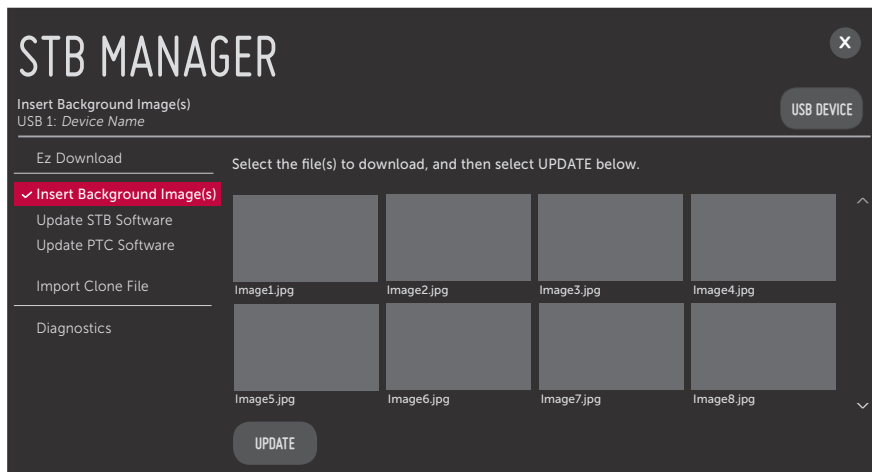 STB MANAGER
X
Insert Background Image(s)
USB 1: Device Name
USB DEVICE
Ez Download
Select the file(s) to download, and then select UPDATE below.
Insert Background Image(s)
Update STB Software
Update PTC Software
Import Clone File
Diagnostics
Image1.jpg
Image2.jpg
Image3.jpg
Image4.jpg
Image5.jpg
Image6.jpg
Image7.jpg
Image8.jpg
UPDATE